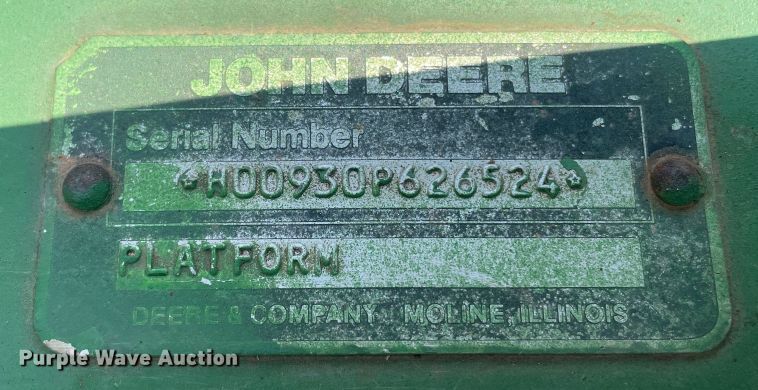 JOHN DEERE
Serial Number
*H00930P626524*
PLATFORM
DEERE & COMPANY MOLINE, ILLINOIS
Purple Wave Auction